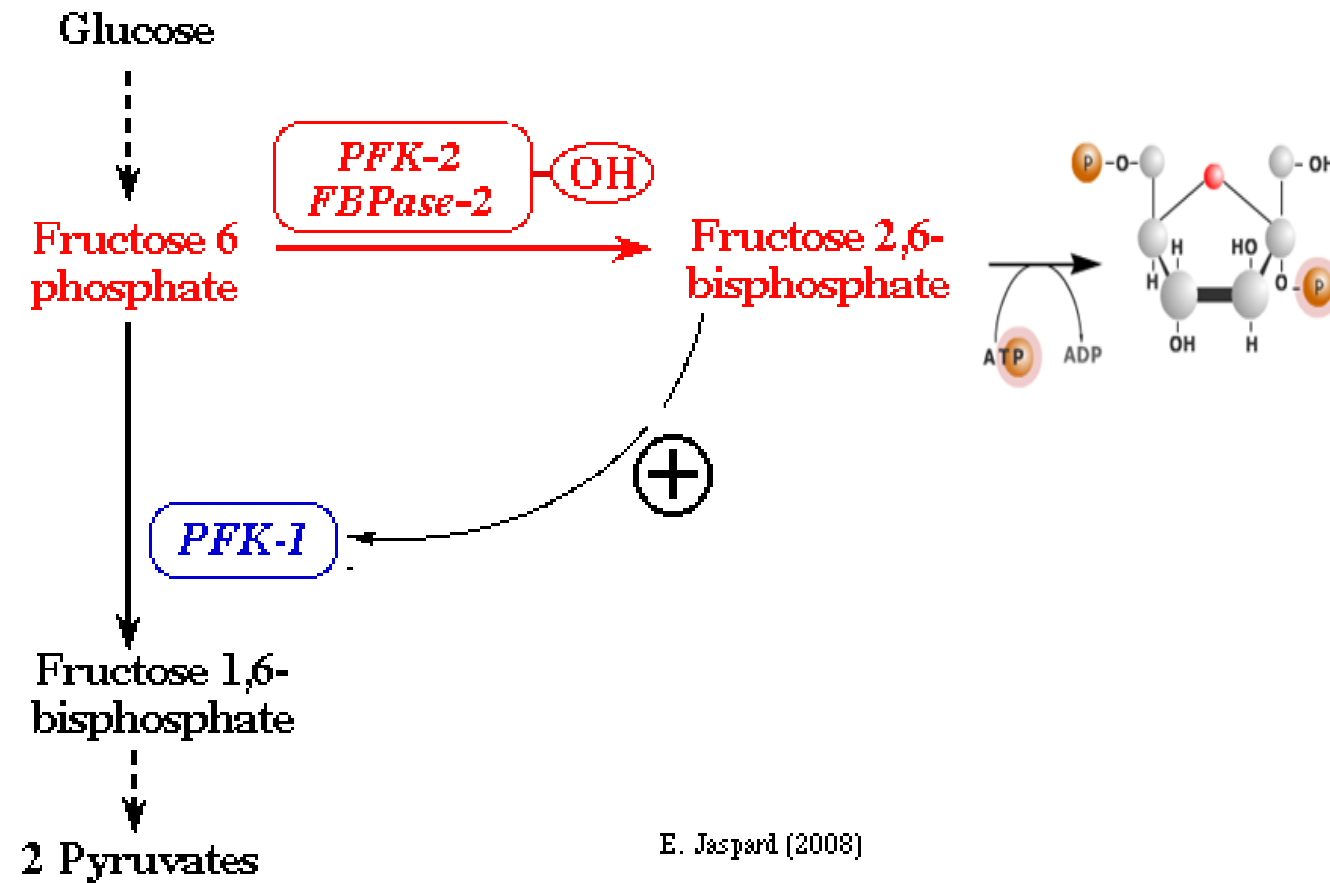 Glucose
PFK-2
FBPase-2
OH
Fructose 6
phosphate
Fructose 2,6-
bisphosphate
P -O-
- OH
H
HO
H
O - P
OH
H
ATP
ADP
+
PFK-1
Fructose 1,6-
bisphosphate
2 Pyruvates
E. Jaspard (2008)